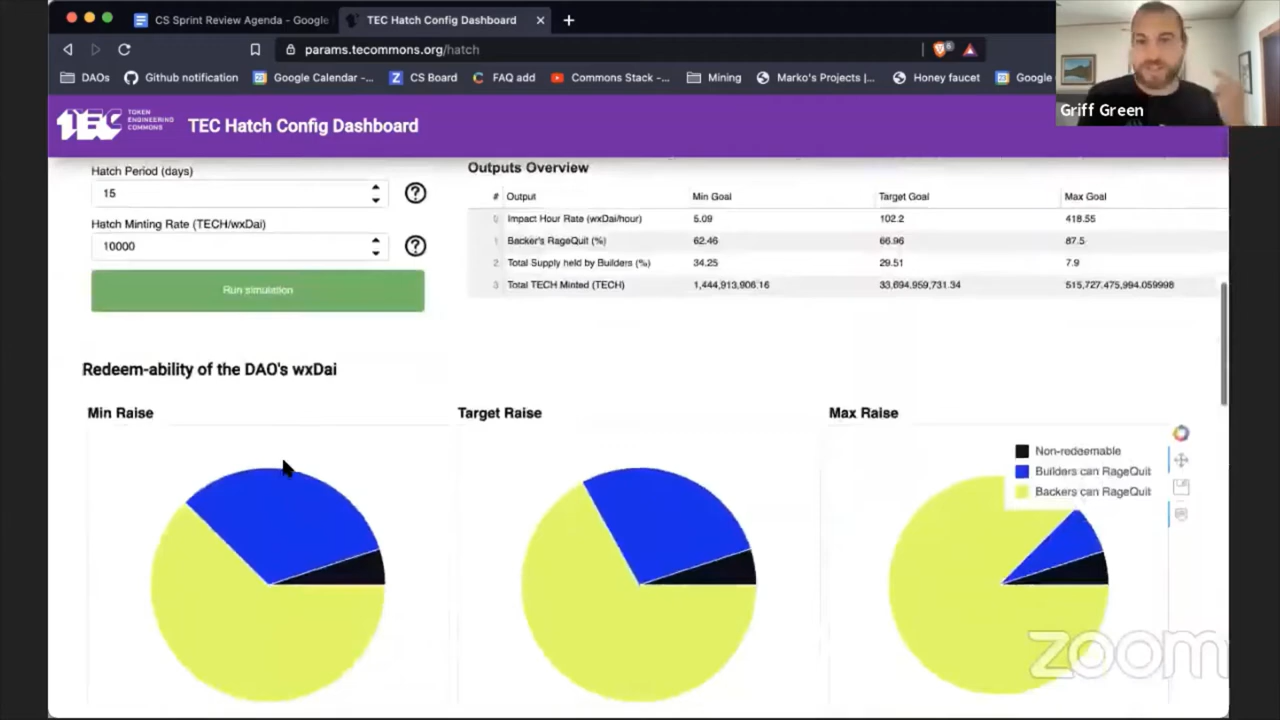 CS Sprint Review Agenda - Google
TEC Hatch Config Dashboard
params.tecommons.org/hatch
DAOs
Github notification
Google Calendar -...
CS Board
FAQ add
Commons Stack -...
Mining
Marko's Projects |...
Honey faucet
Google
Griff Green
TEC
TOKEN
ENGINEERING
COMMONS
TEC Hatch Config Dashboard
Hatch Period (days)
15
Hatch Minting Rate (TECH/wxDai)
10000
Run simulation
Outputs Overview
# Output Min Goal Target Goal Max Goal
0 Impact Hour Rate (wxDai/hour) 5.09 102.2 418.55
1 Backer's RageQuit (%) 62.46 66.96 87.5
2 Total Supply held by Builders (%) 34.25 29.51 7.9
3 Total TECH Minted (TECH) 1,444,913,906.16 33,694,959,731.34 515,727,475,994.059998
Redeem-ability of the DAO's wxDai
Min Raise
Target Raise
Max Raise
Non-redeemable
Builders can RageQuit
Backers can RageQuit
zoom